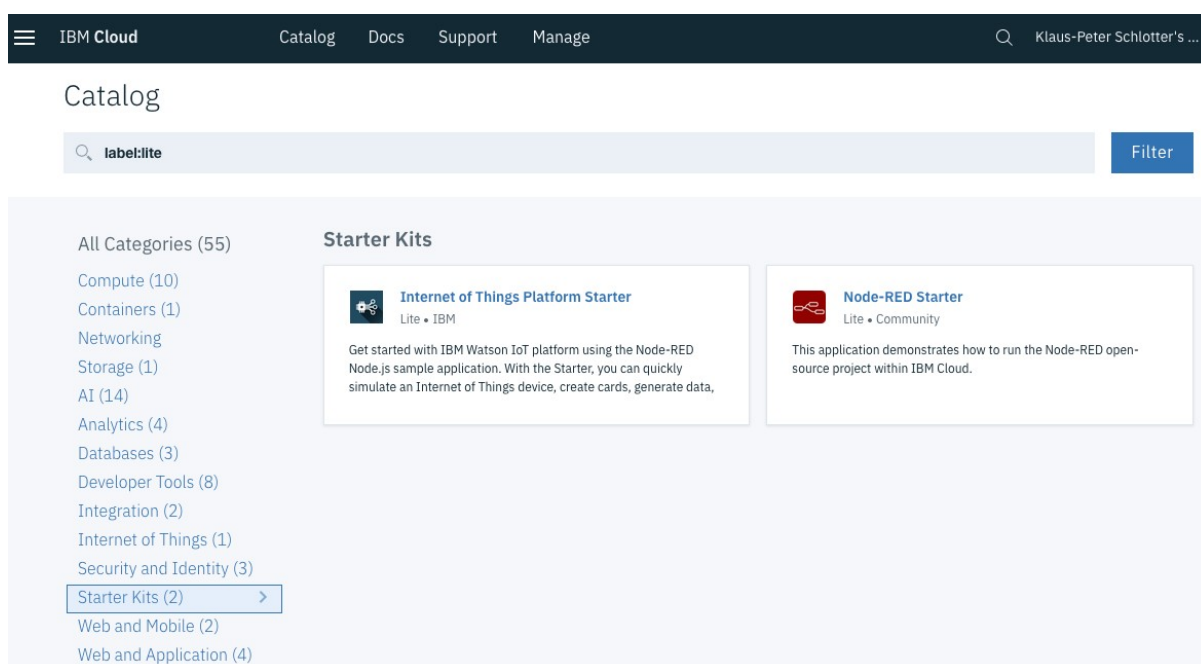 IBM Cloud Catalog Docs Support Manage Klaus-Peter Schlotter's ...
Catalog
label:lite Filter
All Categories (55)
Compute (10)
Containers (1)
Networking
Storage (1)
AI (14)
Analytics (4)
Databases (3)
Developer Tools (8)
Integration (2)
Internet of Things (1)
Security and Identity (3)
Starter Kits (2)
Web and Mobile (2)
Web and Application (4)
Starter Kits
Internet of Things Platform Starter
Lite • IBM
Get started with IBM Watson IoT platform using the Node-RED
Node.js sample application. With the Starter, you can quickly
simulate an Internet of Things device, create cards, generate data,
Node-RED Starter
Lite • Community
This application demonstrates how to run the Node-RED open-
source project within IBM Cloud.